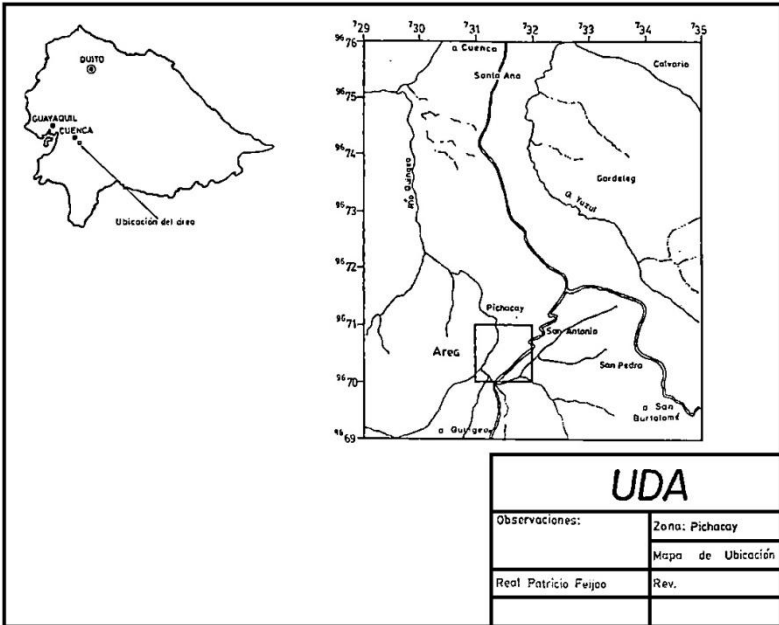 QUITO
GUAYAQUIL
CUENCA
Ubicación del área
729 730 731 732 733 734 735
9676
9675
9674
9673
9672
9671
9670
9669
a Cuenca
Santa Ana
Calvario
Río Quingeo
Gordeleg
Q. Yuzul
Pichacay
San Antonio
Area
San Pedro
a San
Bartolomé
a Quingeo
UDA
Observaciones:
Zona: Pichacay
Mapa de Ubicación
Real Patricio Feijoo
Rev.